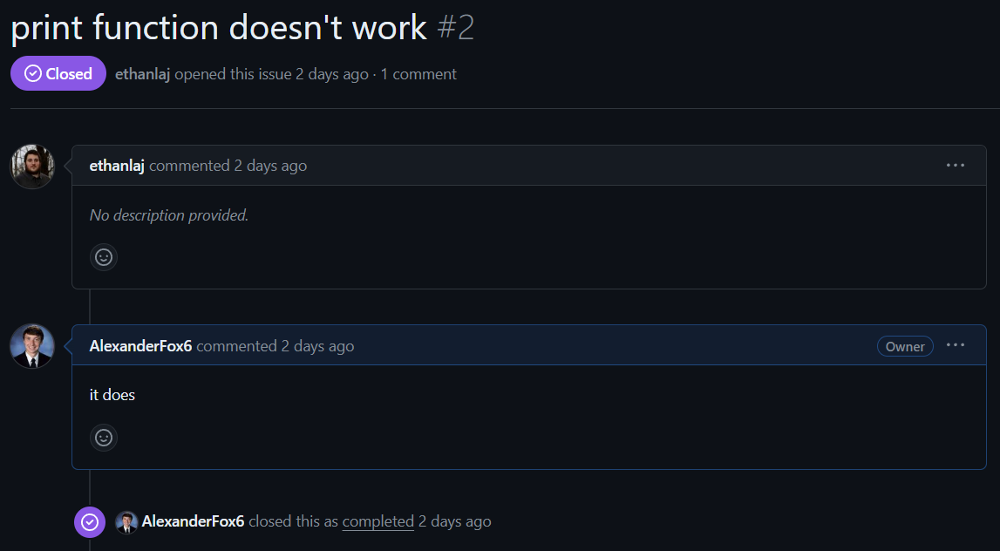 print function doesn't work #2
Closed ethanlaj opened this issue 2 days ago · 1 comment
ethanlaj commented 2 days ago
No description provided.
AlexanderFox6 commented 2 days ago Owner
it does
AlexanderFox6 closed this as completed 2 days ago